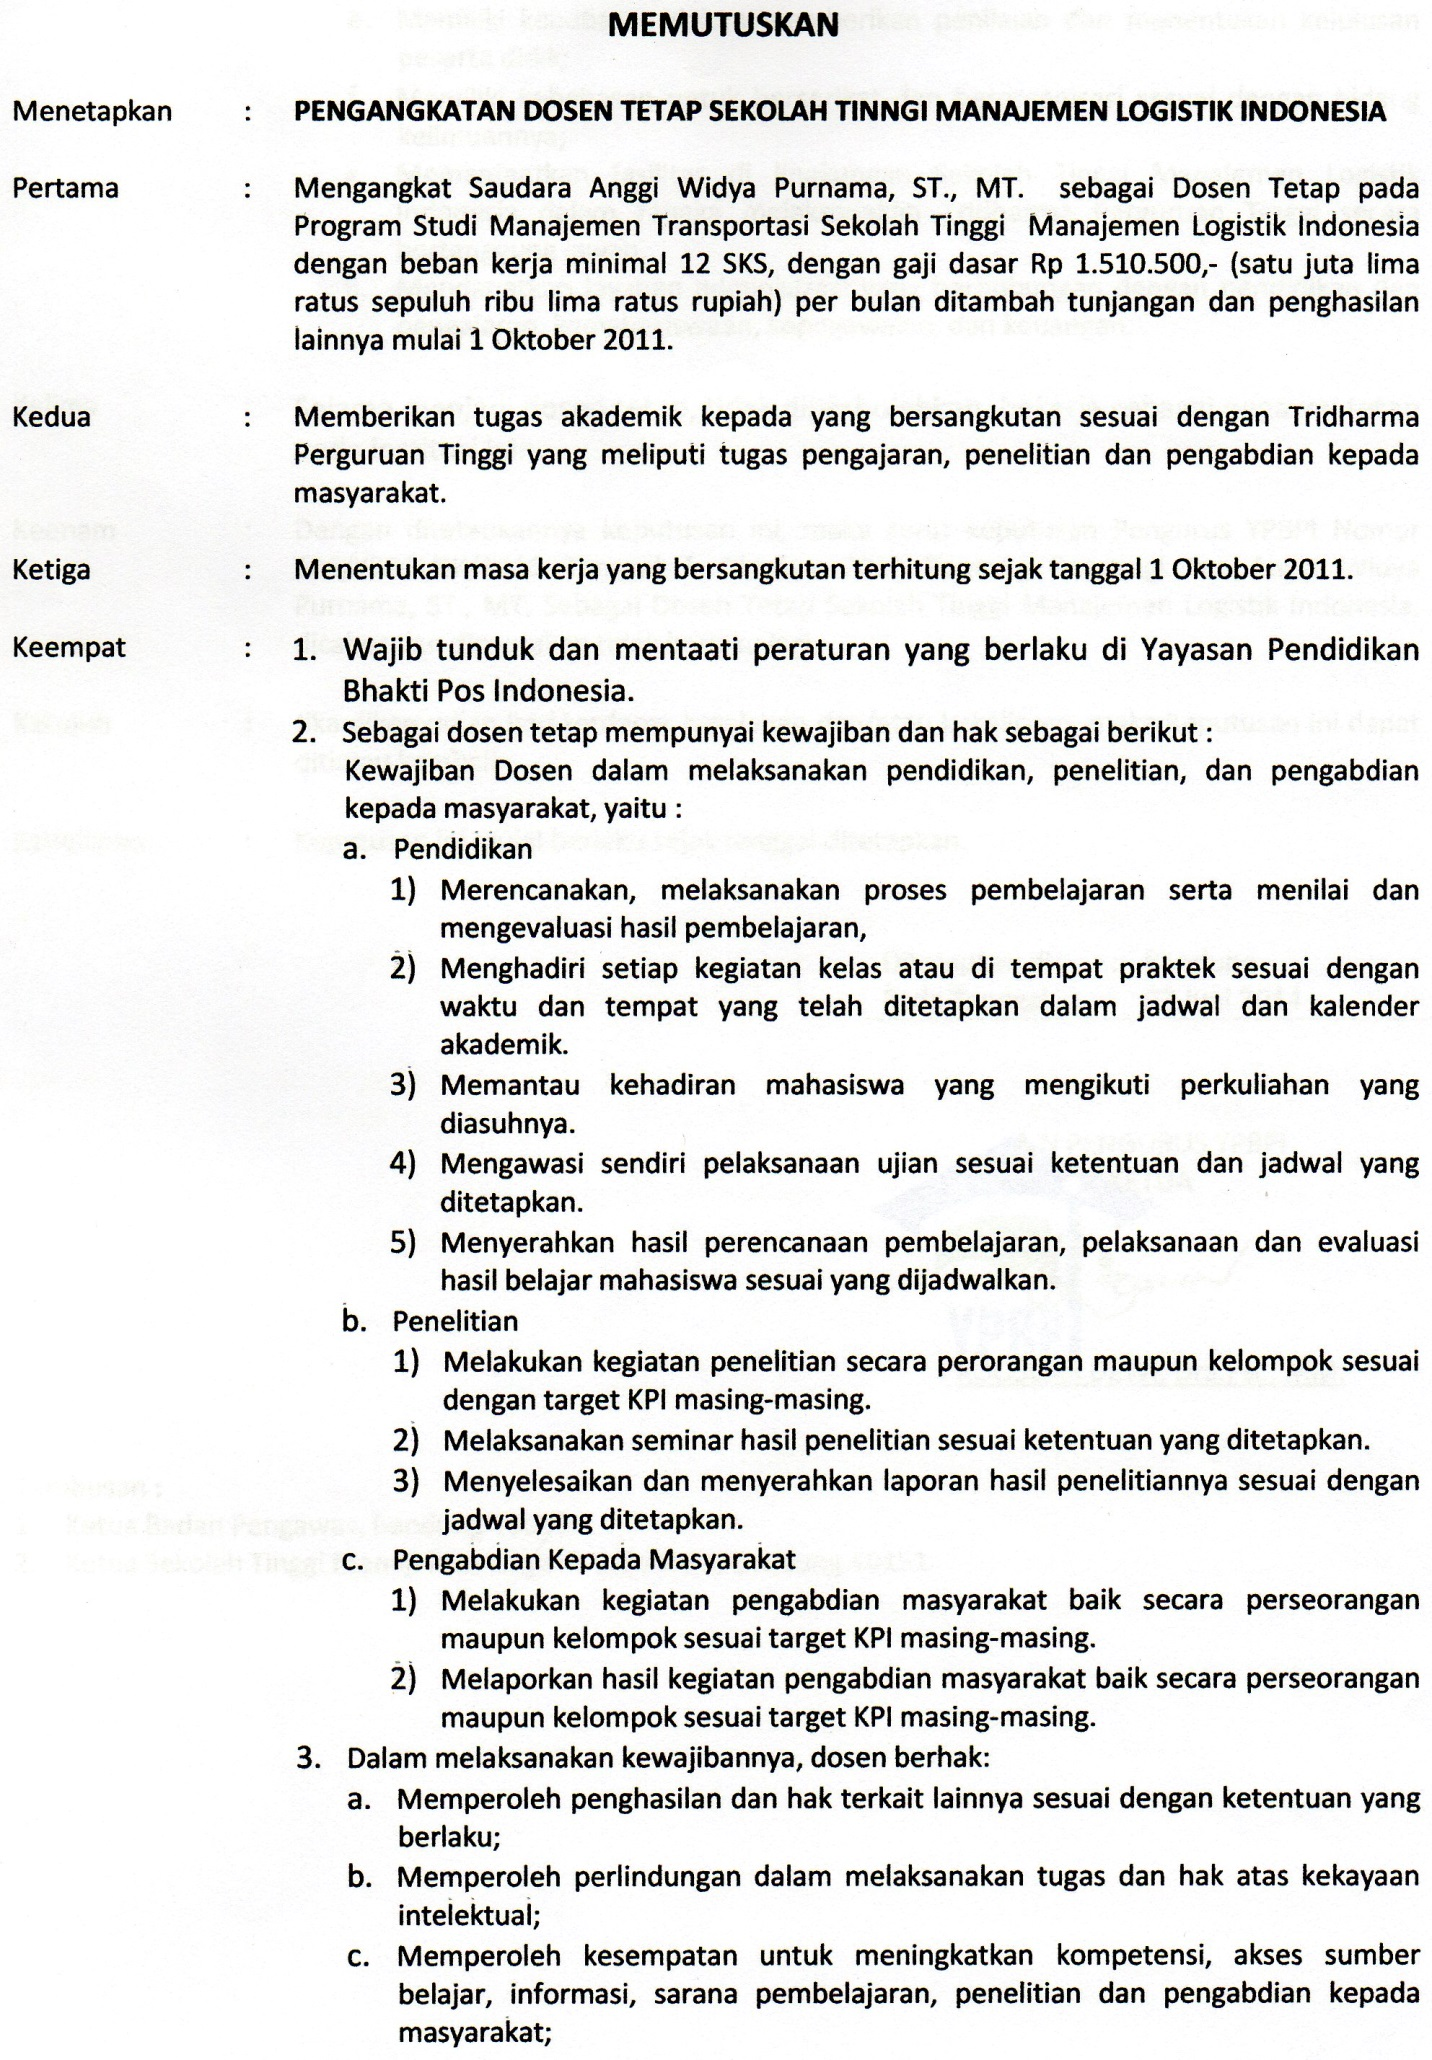 MEMUTUSKAN
Menetapkan : PENGANGKATAN DOSEN TETAP SEKOLAH TINNGI MANAJEMEN LOGISTIK INDONESIA
Pertama : Mengangkat Saudara Anggi Widya Purnama, ST., MT. sebagai Dosen Tetap pada
Program Studi Manajemen Transportasi Sekolah Tinggi Manajemen Logistik Indonesia
dengan beban kerja minimal 12 SKS, dengan gaji dasar Rp 1.510.500,- (satu juta lima
ratus sepuluh ribu lima ratus rupiah) per bulan ditambah tunjangan dan penghasilan
lainnya mulai 1 Oktober 2011.
Kedua : Memberikan tugas akademik kepada yang bersangkutan sesuai dengan Tridharma
Perguruan Tinggi yang meliputi tugas pengajaran, penelitian dan pengabdian kepada
masyarakat.
Ketiga : Menentukan masa kerja yang bersangkutan terhitung sejak tanggal 1 Oktober 2011.
Keempat : 1. Wajib tunduk dan mentaati peraturan yang berlaku di Yayasan Pendidikan
Bhakti Pos Indonesia.
2. Sebagai dosen tetap mempunyai kewajiban dan hak sebagai berikut :
Kewajiban Dosen dalam melaksanakan pendidikan, penelitian, dan pengabdian
kepada masyarakat, yaitu :
a. Pendidikan
1) Merencanakan, melaksanakan proses pembelajaran serta menilai dan
mengevaluasi hasil pembelajaran,
2) Menghadiri setiap kegiatan kelas atau di tempat praktek sesuai dengan
waktu dan tempat yang telah ditetapkan dalam jadwal dan kalender
akademik.
3) Memantau kehadiran mahasiswa yang mengikuti perkuliahan yang
diasuhnya.
4) Mengawasi sendiri pelaksanaan ujian sesuai ketentuan dan jadwal yang
ditetapkan.
5) Menyerahkan hasil perencanaan pembelajaran, pelaksanaan dan evaluasi
hasil belajar mahasiswa sesuai yang dijadwalkan.
b. Penelitian
1) Melakukan kegiatan penelitian secara perorangan maupun kelompok sesuai
dengan target KPI masing-masing.
2) Melaksanakan seminar hasil penelitian sesuai ketentuan yang ditetapkan.
3) Menyelesaikan dan menyerahkan laporan hasil penelitiannya sesuai dengan
jadwal yang ditetapkan.
c. Pengabdian Kepada Masyarakat
1) Melakukan kegiatan pengabdian masyarakat baik secara perseorangan
maupun kelompok sesuai target KPI masing-masing.
2) Melaporkan hasil kegiatan pengabdian masyarakat baik secara perseorangan
maupun kelompok sesuai target KPI masing-masing.
3. Dalam melaksanakan kewajibannya, dosen berhak:
a. Memperoleh penghasilan dan hak terkait lainnya sesuai dengan ketentuan yang
berlaku;
b. Memperoleh perlindungan dalam melaksanakan tugas dan hak atas kekayaan
intelektual;
c. Memperoleh kesempatan untuk meningkatkan kompetensi, akses sumber
belajar, informasi, sarana pembelajaran, penelitian dan pengabdian kepada
masyarakat;